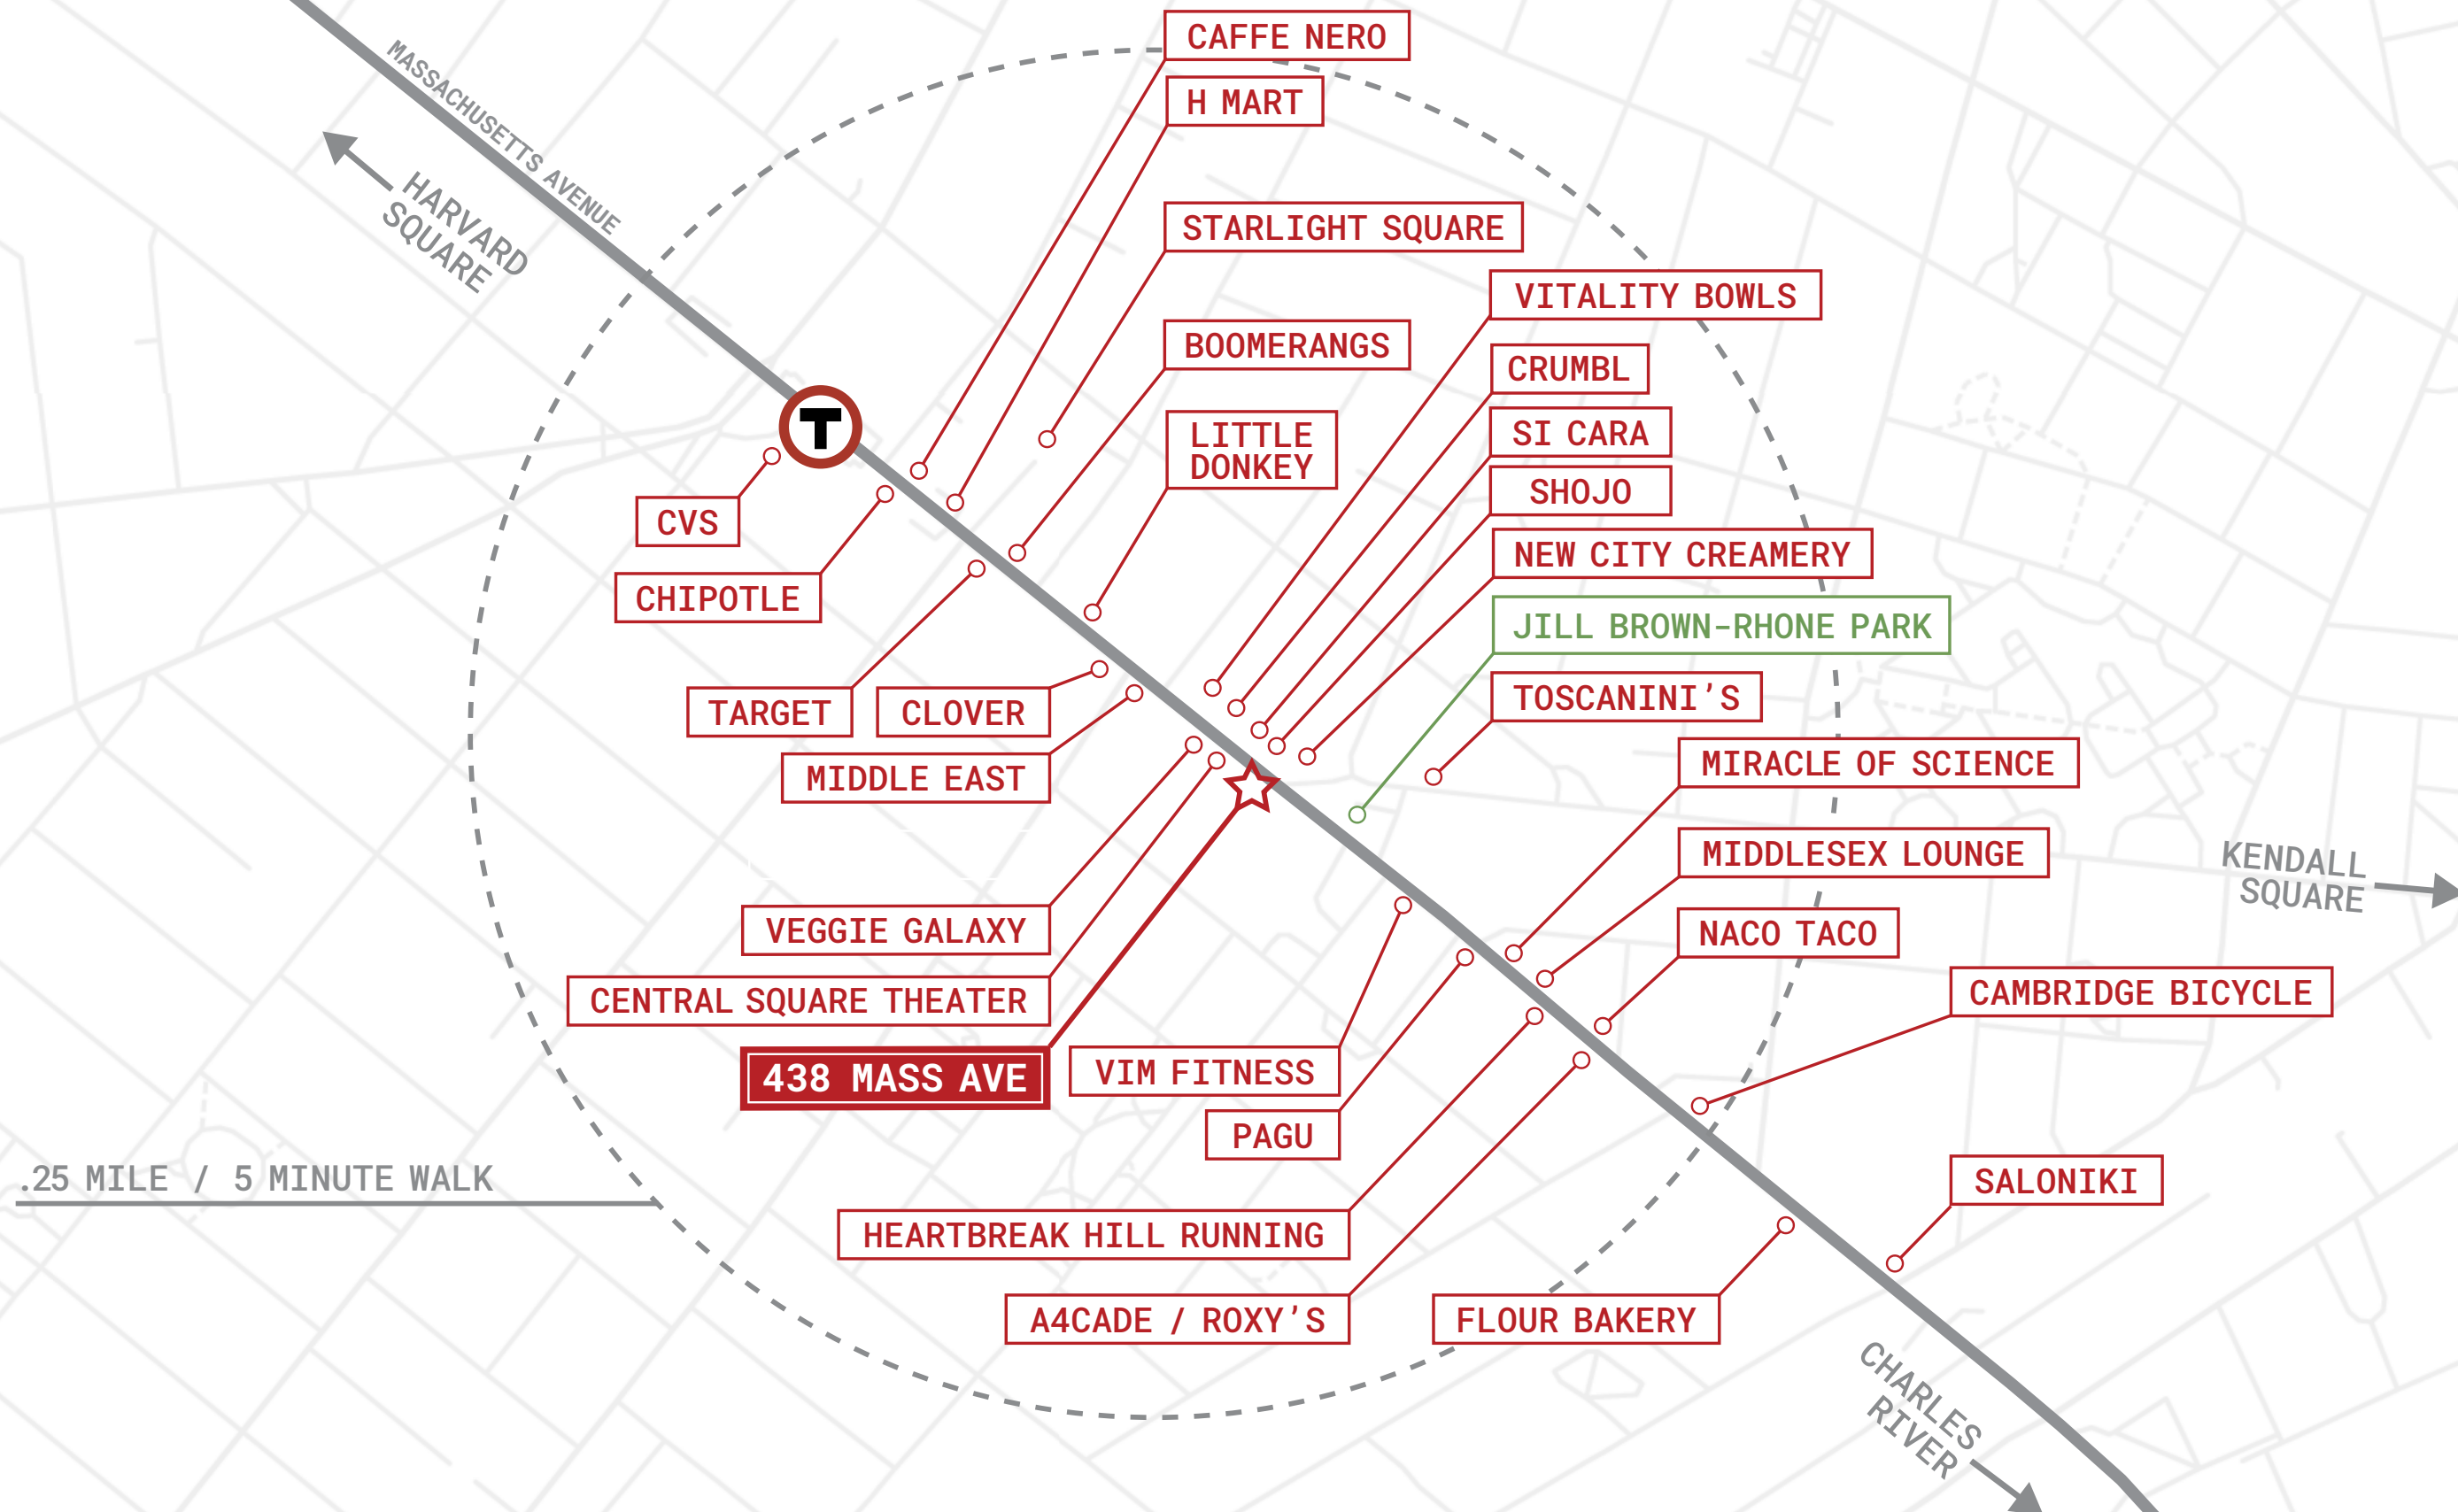 CAFFE NERO
H MART
MASSACHUSETTS AVENUE
HARVARD
SQUARE
STARLIGHT SQUARE
VITALITY BOWLS
BOOMERANGS
CRUMBL
LITTLE
DONKEY
SI CARA
T
SHOJO
CVS
NEW CITY CREAMERY
CHIPOTLE
JILL BROWN-RHONE PARK
TARGET
CLOVER
TOSCANINI'S
MIDDLE EAST
MIRACLE OF SCIENCE
MIDDLESEX LOUNGE
KENDALL
SQUARE
VEGGIE GALAXY
NACO TACO
CENTRAL SQUARE THEATER
CAMBRIDGE BICYCLE
438 MASS AVE
VIM FITNESS
PAGU
.25 MILE / 5 MINUTE WALK
SALONIKI
HEARTBREAK HILL RUNNING
A4CADE / ROXY'S
FLOUR BAKERY
CHARLES
RIVER